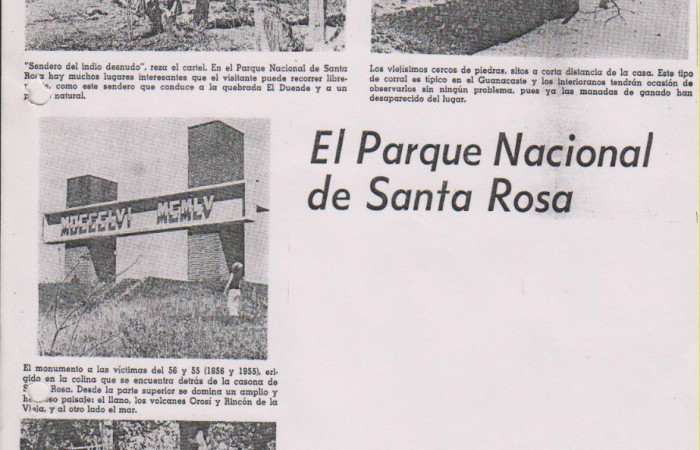 "Sendero del indio desnudo", reza el cartel. En el Parque Nacional de Santa
Rosa hay muchos lugares interesantes que el visitante puede recorrer libre-
como este sendero que conduce a la quebrada El Duende y a un
natural.
Los viejísimos cercos de piedras, sitos a corta distancia de la casa. Este tipo
de corral es típico en el Guanacaste y los interioranos tendrán ocasión de
observarlos sin ningún problema, pues ya las manadas de ganado han
desaparecido del lugar.
El Parque Nacional
de Santa Rosa
MDCCCLVI MCMLV
El monumento a las víctimas del 56 y 55 (1856 y 1955), eri-
gido en la colina que se encuentra detrás de la casona de
Rosa. Desde la parte superior se domina un amplio y
paisaje: el llano, los volcanes Orosí y Rincón de la
Vieja, y al otro lado el mar.